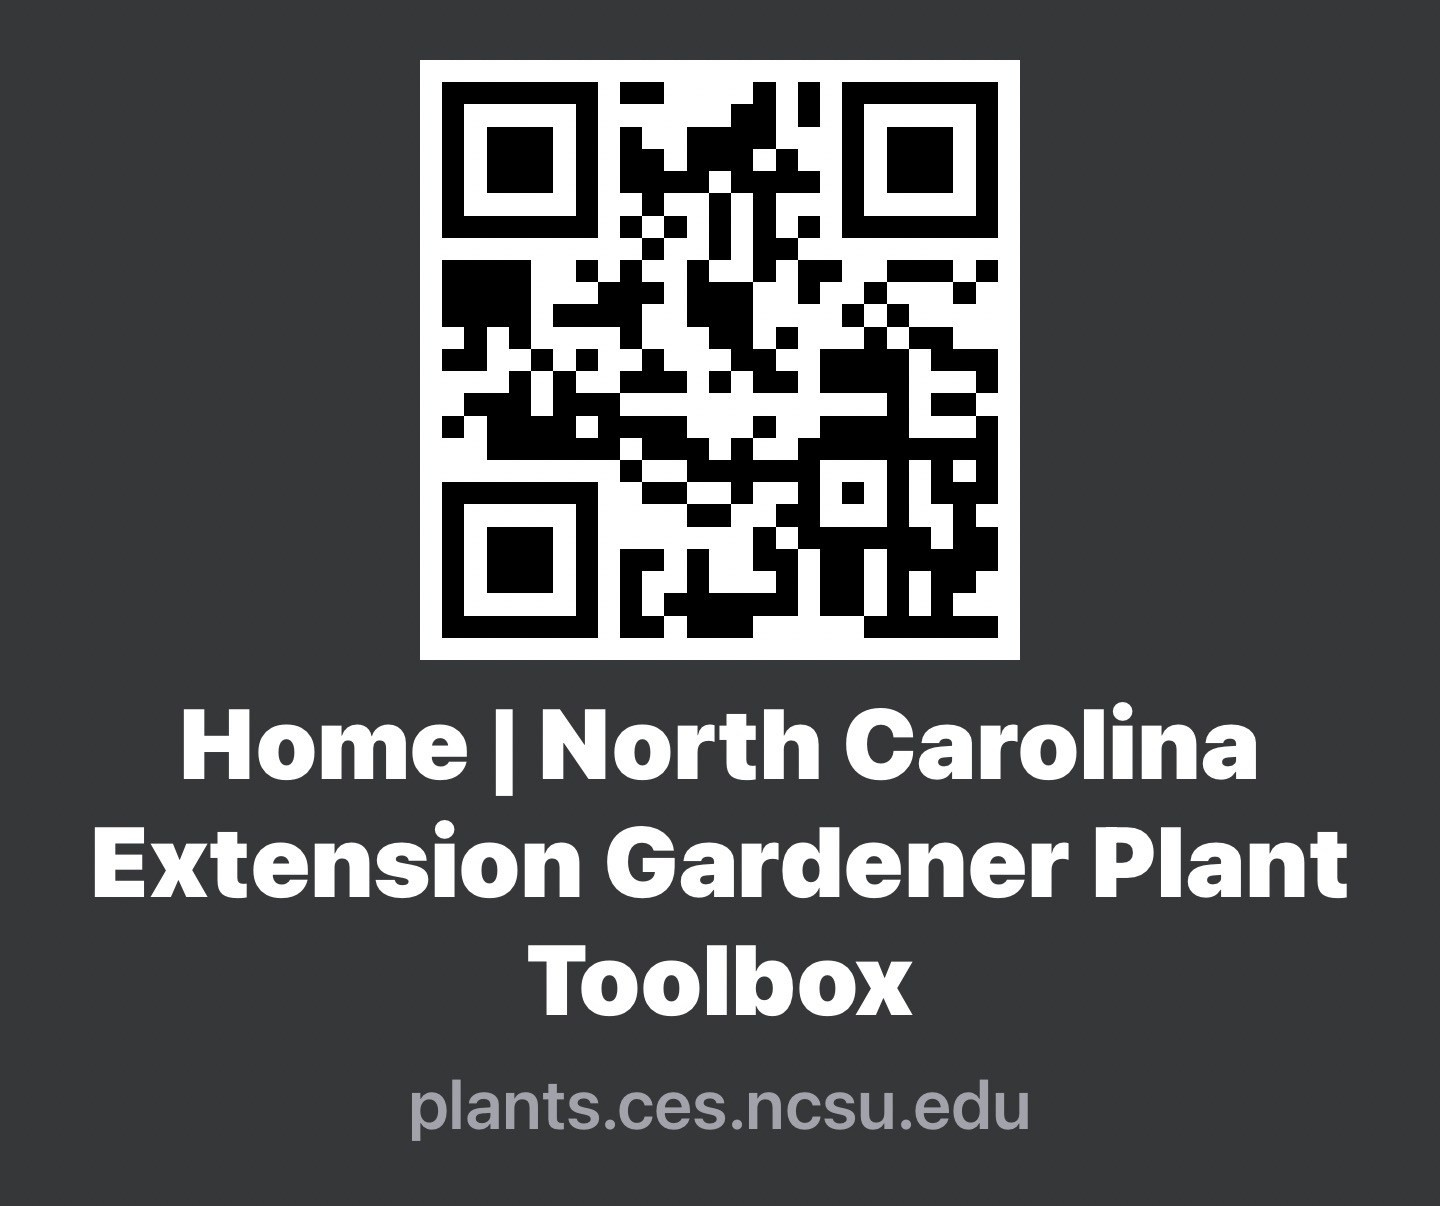 Home | North Carolina
Extension Gardener Plant
Toolbox
plants.ces.ncsu.edu